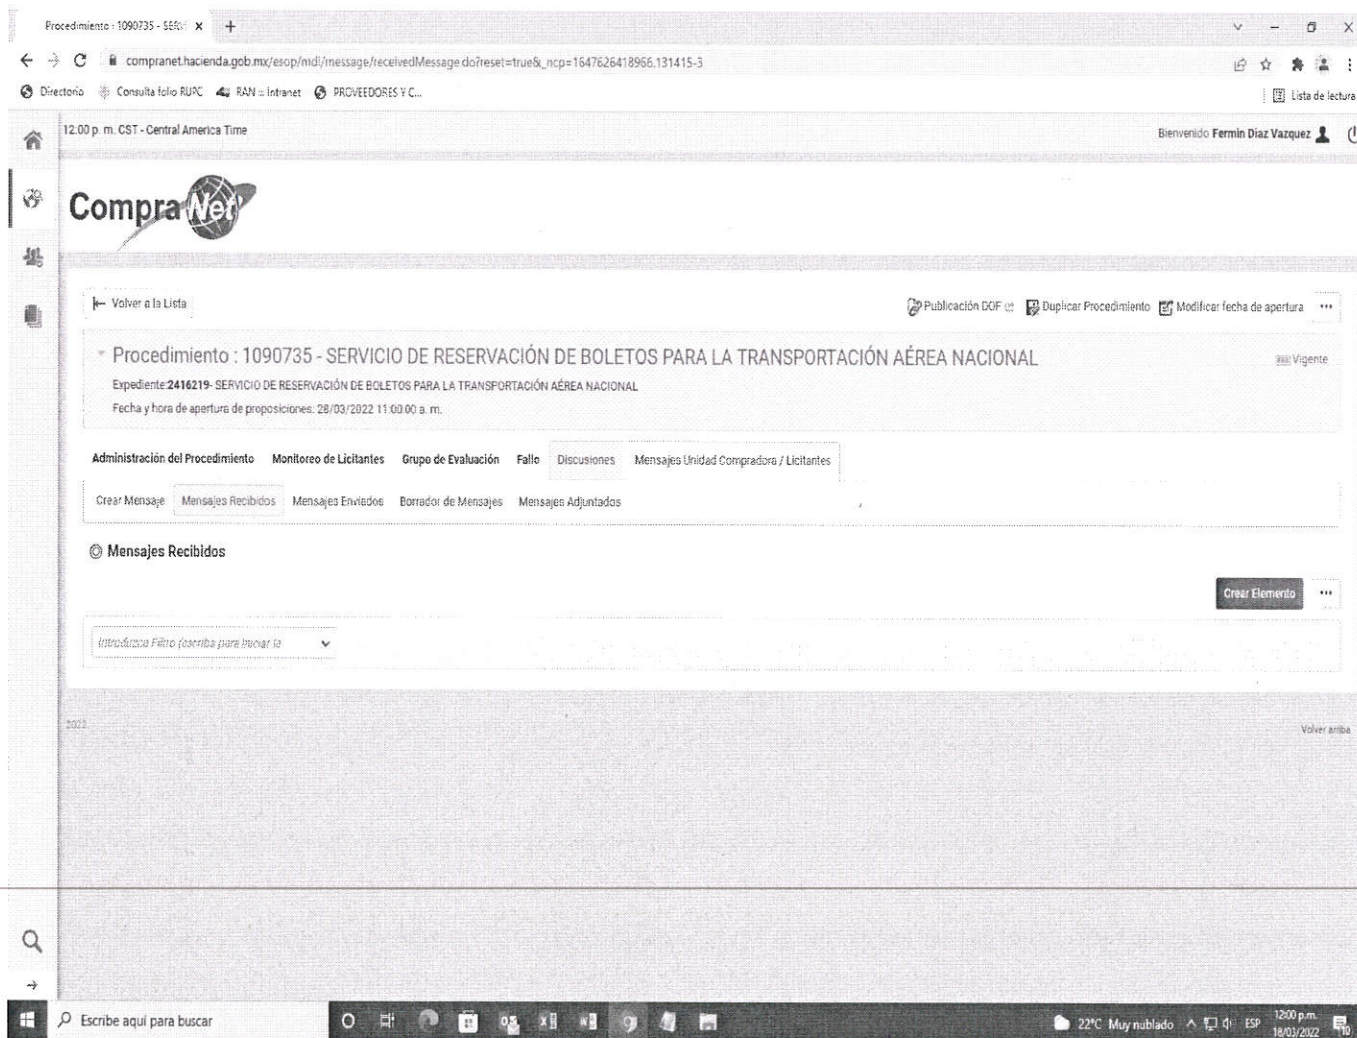 Procedimiento : 1090735 - SERVI
compranet.hacienda.gob.mx/esop/mdl/message/receivedMessage.do?reset=true&_ncp=1647626418966.131415-3
Directorio Consulta folio RUPC RAN :: Intranet PROVEEDORES Y C... Lista de lectura
12:00 p. m. CST - Central America Time Bienvenido Fermin Diaz Vazquez
CompraNet
Volver a la Lista Publicación DOF Duplicar Procedimiento Modificar fecha de apertura ...
Procedimiento : 1090735 - SERVICIO DE RESERVACIÓN DE BOLETOS PARA LA TRANSPORTACIÓN AÉREA NACIONAL Vigente
Expediente:2416219- SERVICIO DE RESERVACIÓN DE BOLETOS PARA LA TRANSPORTACIÓN AÉREA NACIONAL
Fecha y hora de apertura de proposiciones: 28/03/2022 11:00:00 a. m.
Administración del Procedimiento Monitoreo de Licitantes Grupo de Evaluación Fallo Discusiones Mensajes Unidad Compradora / Licitantes
Crear Mensaje Mensajes Recibidos Mensajes Enviados Borrador de Mensajes Mensajes Adjuntados
Mensajes Recibidos
Crear Elemento ...
Introduzca Filtro (escriba para iniciar la
2022 Volver arriba
Escribe aquí para buscar 22°C Muy nublado ESP 12:00 p.m.
18/03/2022